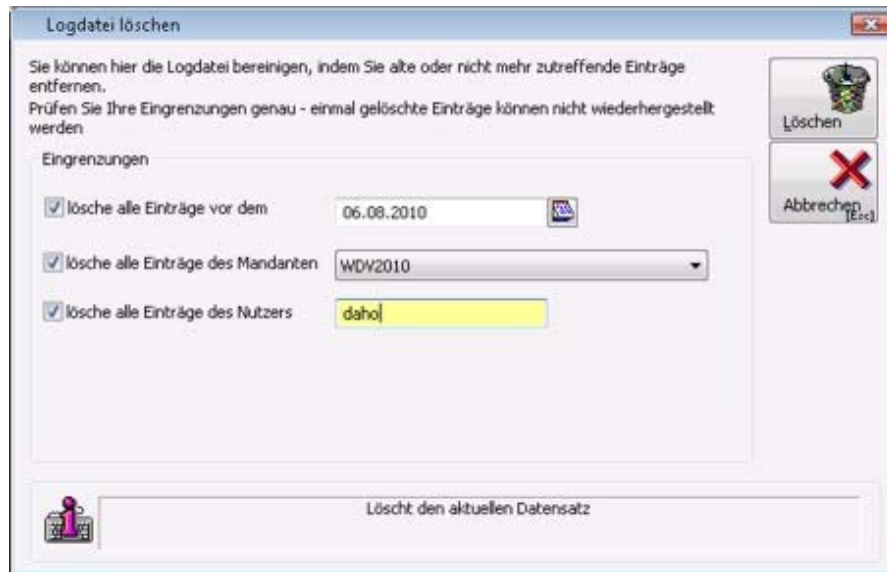 Logdatei löschen
Sie können hier die Logdatei bereinigen, indem Sie alte oder nicht mehr zutreffende Einträge
entfernen.
Prüfen Sie Ihre Eingrenzungen genau - einmal gelöschte Einträge können nicht wiederhergestellt
werden
Löschen
Abbrechen
[Esc]
Eingrenzungen
lösche alle Einträge vor dem
06.08.2010
lösche alle Einträge des Mandanten
WDV2010
lösche alle Einträge des Nutzers
daho
Löscht den aktuellen Datensatz